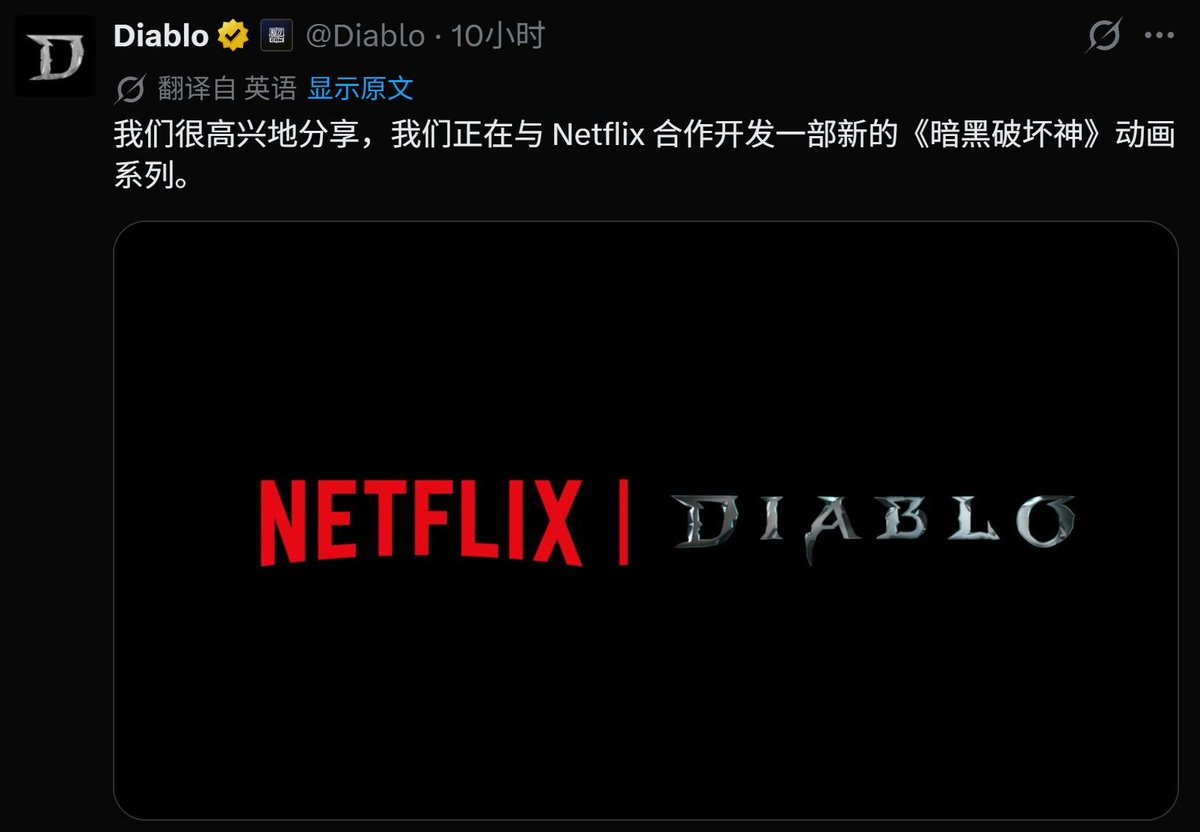 Diablo @Diablo · 10小时
翻译自 英语 显示原文
我们很高兴地分享，我们正在与 Netflix 合作开发一部新的《暗黑破坏神》动画
系列。
NETFLIX | DIABLO